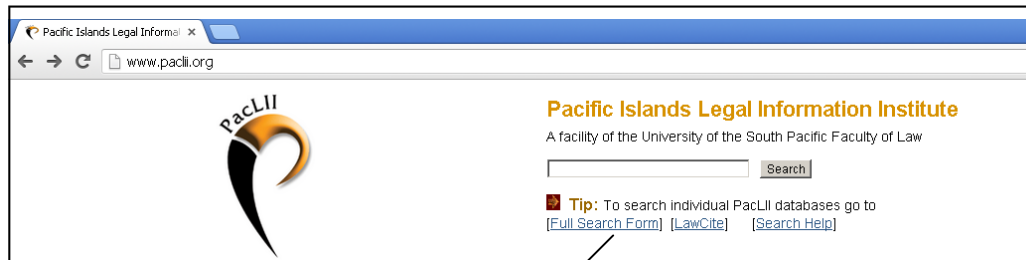 Pacific Islands Legal Informa
www.paclii.org
PacLII
Pacific Islands Legal Information Institute
A facility of the University of the South Pacific Faculty of Law
Search
Tip: To search individual PacLII databases go to
[Full Search Form] [LawCite] [Search Help]